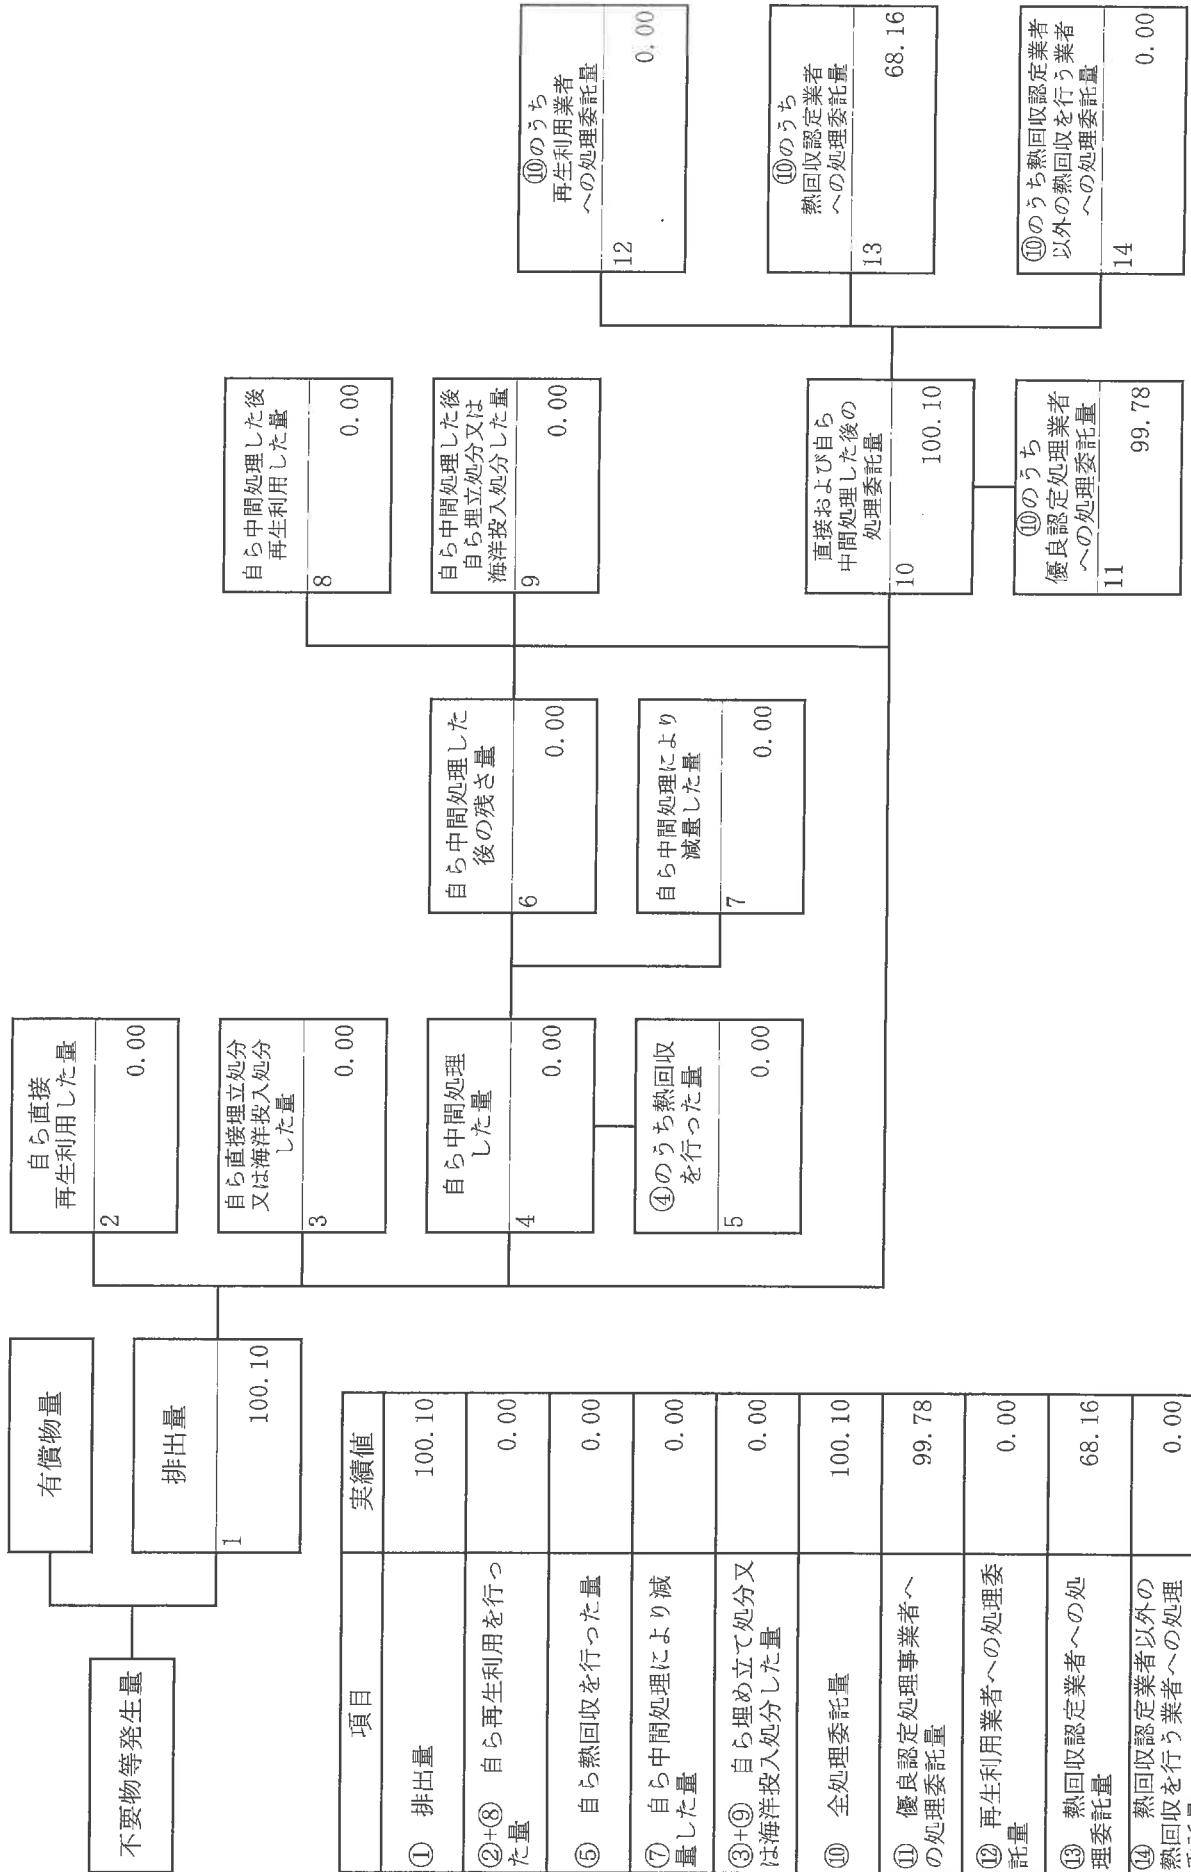 不要物等発生量
有償物量
排出量
1
100.10
自ら直接
再生利用した量
2
0.00
自ら直接埋立処分
又は海洋投入処分
した量
3
0.00
自ら中間処理
した量
4
0.00
④のうち熱回収
を行った量
5
0.00
自ら中間処理した
後の残さ量
6
0.00
自ら中間処理により
減量した量
7
0.00
自ら中間処理した後
再生利用した量
8
0.00
自ら中間処理した後
自ら埋立処分又は
海洋投入処分した量
9
0.00
直接および自ら
中間処理した後の
処理委託量
10
100.10
⑩のうち
優良認定処理業者
への処理委託量
11
99.78
⑩のうち
再生利用業者
への処理委託量
12
0.00
⑩のうち
熱回収認定業者
への処理委託量
13
68.16
⑩のうち熱回収認定業者
以外の熱回収を行う業者
への処理委託量
14
0.00
項目
実績値
① 排出量
100.10
②+⑧ 自ら再生利用を行っ
た量
0.00
⑤ 自ら熱回収を行った量
0.00
⑦ 自ら中間処理により減
量した量
0.00
③+⑨ 自ら埋め立て処分又
は海洋投入処分した量
0.00
⑩ 全処理委託量
100.10
⑪ 優良認定処理事業者へ
の処理委託量
99.78
⑫ 再生利用業者への処理委
託量
0.00
⑬ 熱回収認定業者への処
理委託量
68.16
⑭ 熱回収認定業者以外の
熱回収を行う業者への処理
0.00